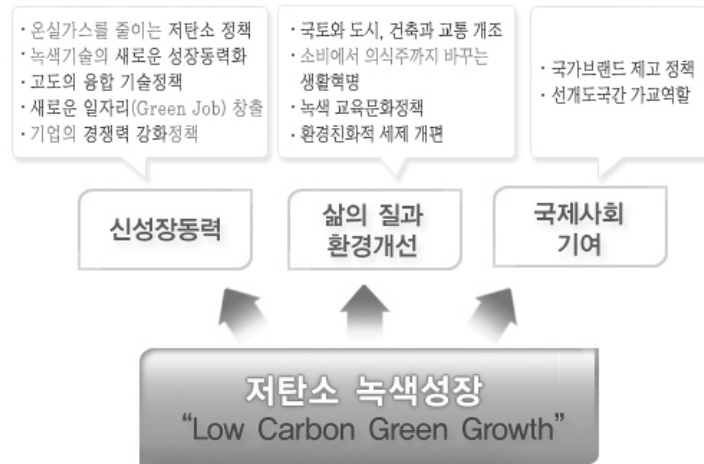 · 온실가스를 줄이는 저탄소 정책
· 녹색기술의 새로운 성장동력화
· 고도의 융합 기술정책
· 새로운 일자리(Green Job) 창출
· 기업의 경쟁력 강화정책
· 국토와 도시, 건축과 교통 개조
· 소비에서 의식주까지 바꾸는
생활혁명
· 녹색 교육문화정책
· 환경친화적 세제 개편
· 국가브랜드 제고 정책
· 선개도국간 가교역할
신성장동력
삶의 질과
환경개선
국제사회
기여
저탄소 녹색성장
“Low Carbon Green Growth”